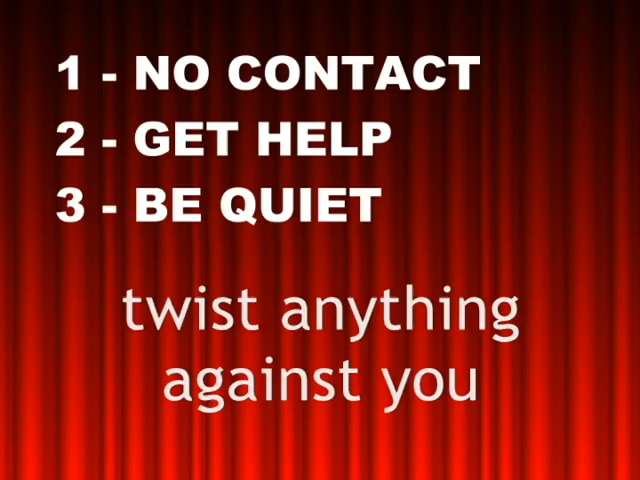 1 - NO CONTACT
2 - GET HELP
3 - BE QUIET
twist anything
against you